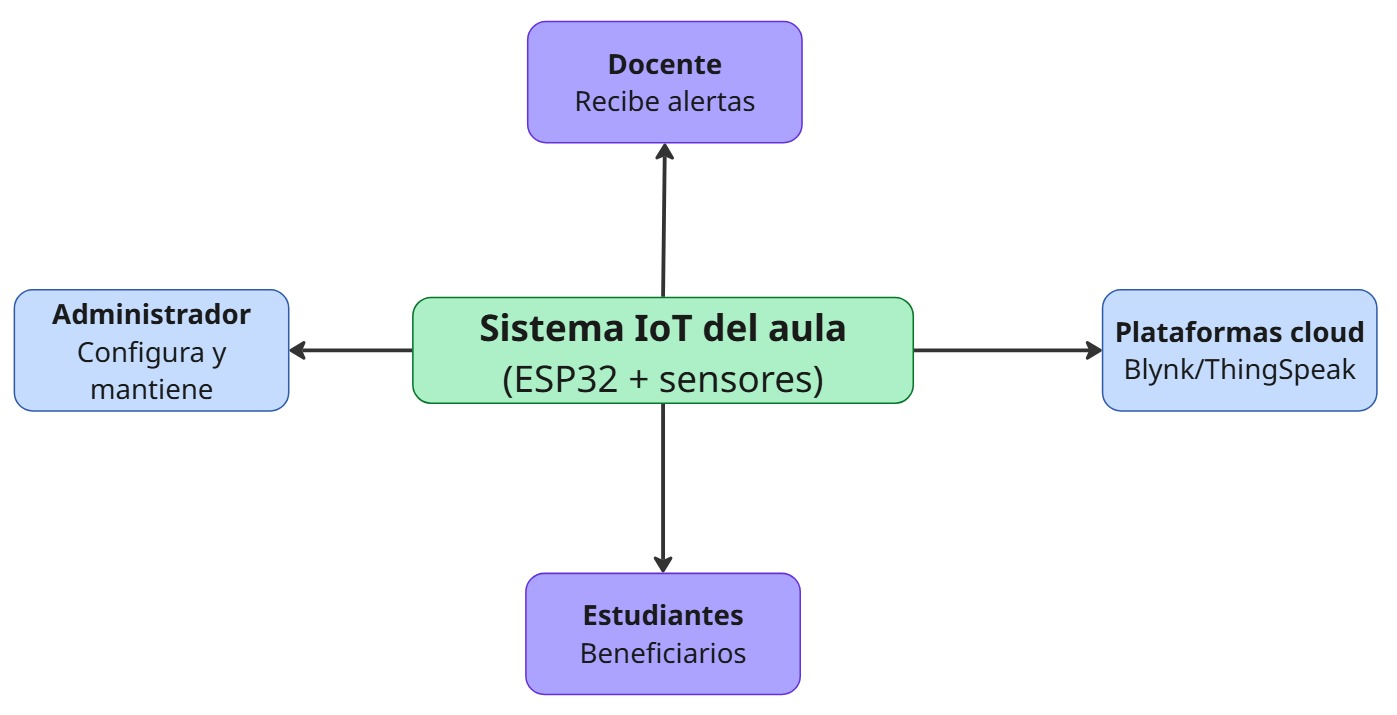 Docente
Recibe alertas
Administrador
Configura y
mantiene
Sistema IoT del aula
(ESP32 + sensores)
Plataformas cloud
Blynk/ThingSpeak
Estudiantes
Beneficiarios